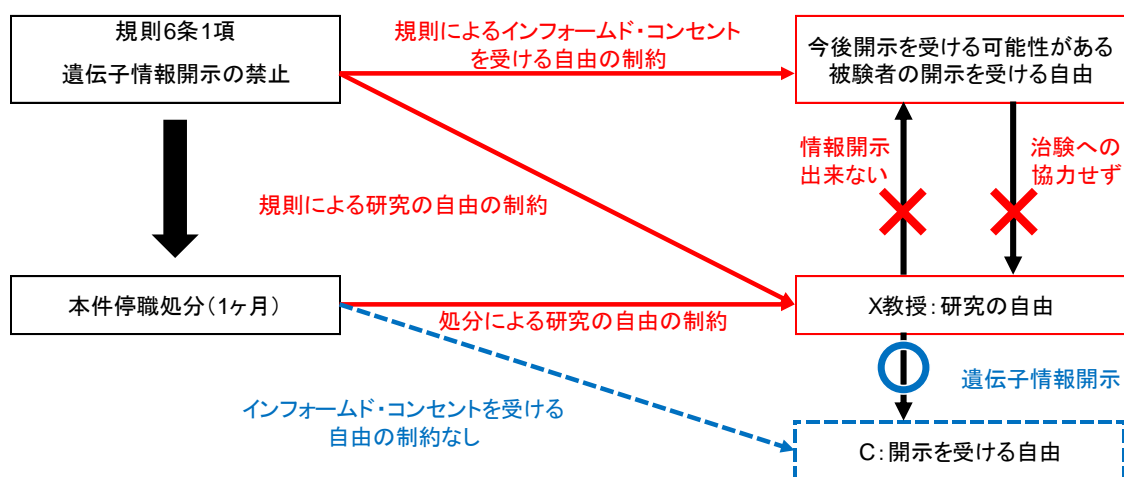 規則6条1項
遺伝子情報開示の禁止
規則によるインフォームド・コンセント
を受ける自由の制約
今後開示を受ける可能性がある
被験者の開示を受ける自由
情報開示
出来ない
治験への
協力せず
規則による研究の自由の制約
本件停職処分(1ヶ月)
処分による研究の自由の制約
X教授:研究の自由
遺伝子情報開示
インフォームド・コンセントを受ける
自由の制約なし
C:開示を受ける自由